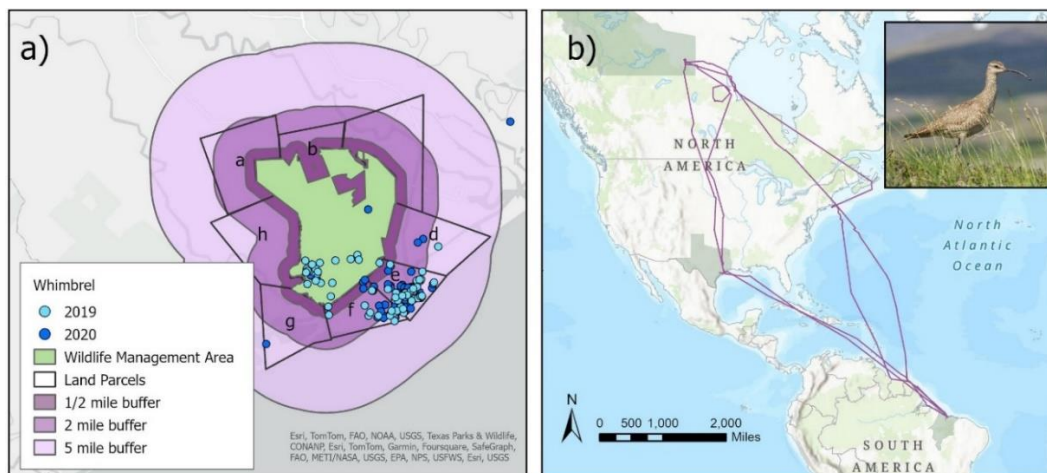 a)
a
b
d
h
e
f
g
Whimbrel
2019
2020
Wildlife Management Area
Land Parcels
1/2 mile buffer
2 mile buffer
5 mile buffer
Esri, TomTom, FAO, NOAA, USGS, Texas Parks & Wildlife,
CONANP, Esri, TomTom, Garmin, Foursquare, SafeGraph,
FAO, METI/NASA, USGS, EPA, NPS, USFWS, Esri, USGS
b)
NORTH
AMERICA
North
Atlantic
Ocean
N
0 500 1,000 2,000
Miles
SOUTH
AMERICA